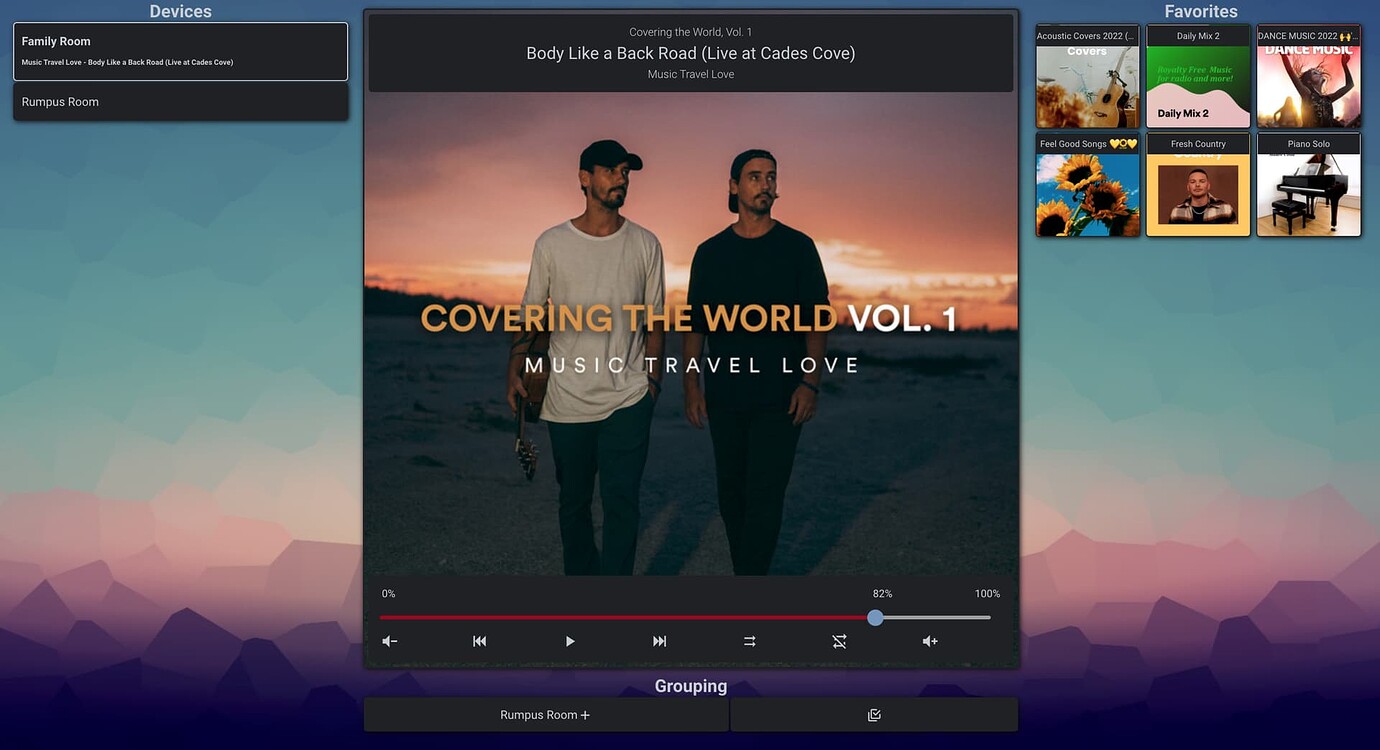 Devices
Family Room
Music Travel Love - Body Like a Back Road (Live at Cades Cove)
Rumpus Room
Covering the World, Vol. 1
Body Like a Back Road (Live at Cades Cove)
Music Travel Love
COVERING THE WORLD VOL. 1
MUSIC TRAVEL LOVE
0%
82%
100%
Grouping
Rumpus Room
Favorites
Acoustic Covers 2022 (...
Covers
Daily Mix 2
Royalty Free Music
for radio and more!
Daily Mix 2
DANCE MUSIC 2022 🙌...
DANCE MUSIC
Feel Good Songs 💛🌻💛
Fresh Country
Country
Piano Solo